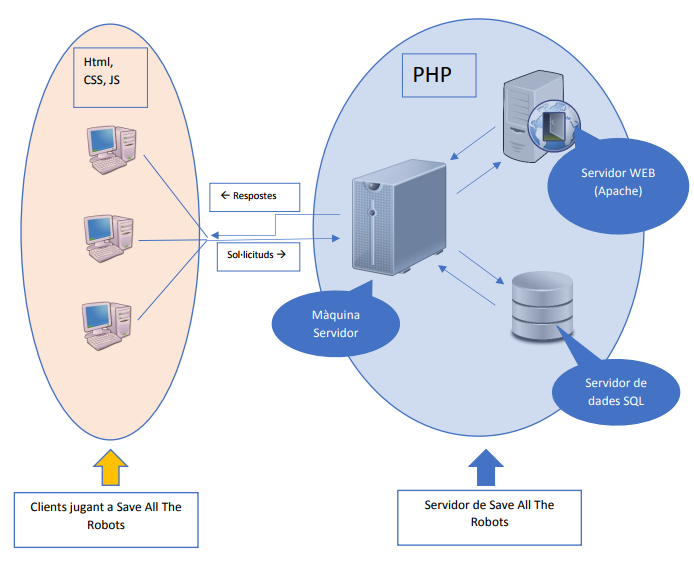 Html,
CSS, JS
PHP
Servidor WEB
(Apache)
← Respostes
Sol·licituds →
Màquina
Servidor
Servidor de
dades SQL
Clients jugant a Save All The
Robots
Servidor de Save All The
Robots